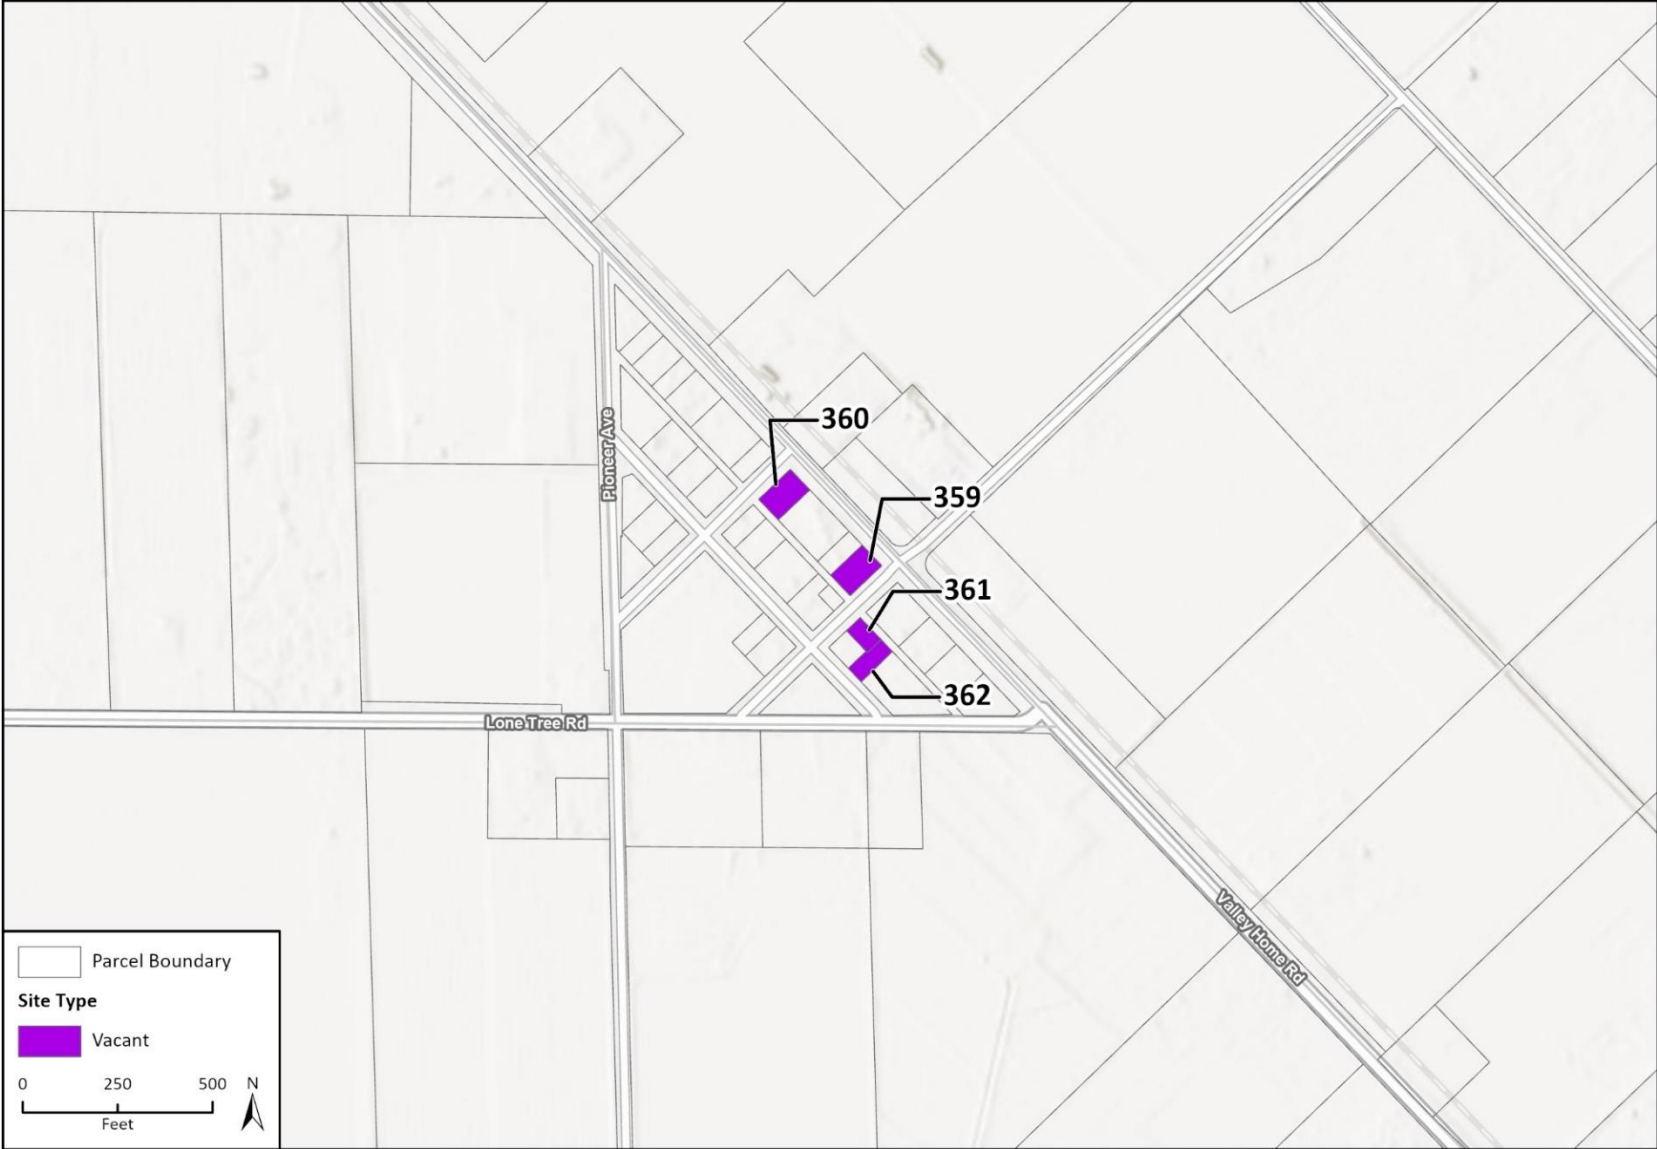 360
Pioneer Ave
359
361
362
Lone Tree Rd
Valley Home Rd
Parcel Boundary
Site Type
Vacant
0 250 500 N
Feet